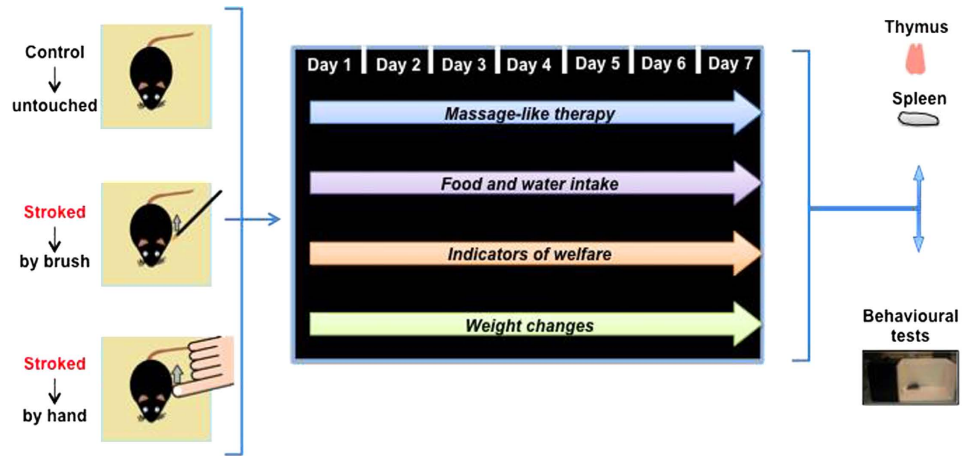 Control
untouched
Stroked
by brush
Stroked
by hand
Day 1 Day 2 Day 3 Day 4 Day 5 Day 6 Day 7
Massage-like therapy
Food and water intake
Indicators of welfare
Weight changes
Thymus
Spleen
Behavioural
tests